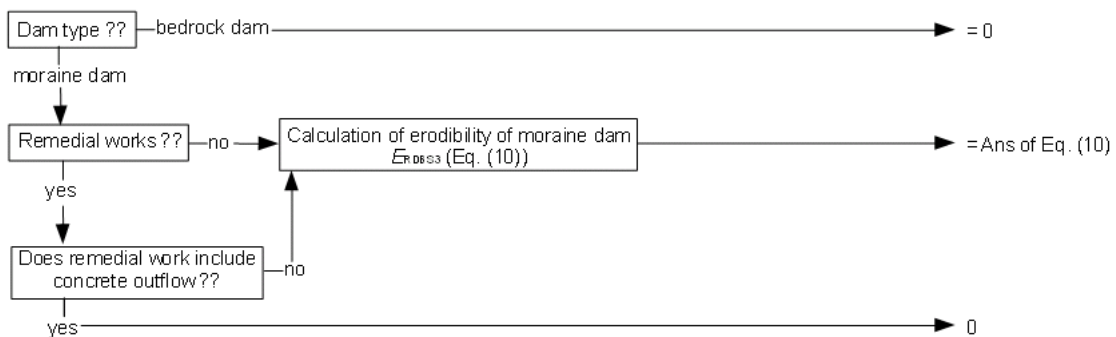 Dam type ?? bedrock dam = 0
moraine dam
Remedial works ?? no Calculation of erodibility of moraine dam
E RDBS3 (Eq. (10)) = Ans of Eq. (10)
yes
Does remedial work include
concrete outflow ?? no
yes 0